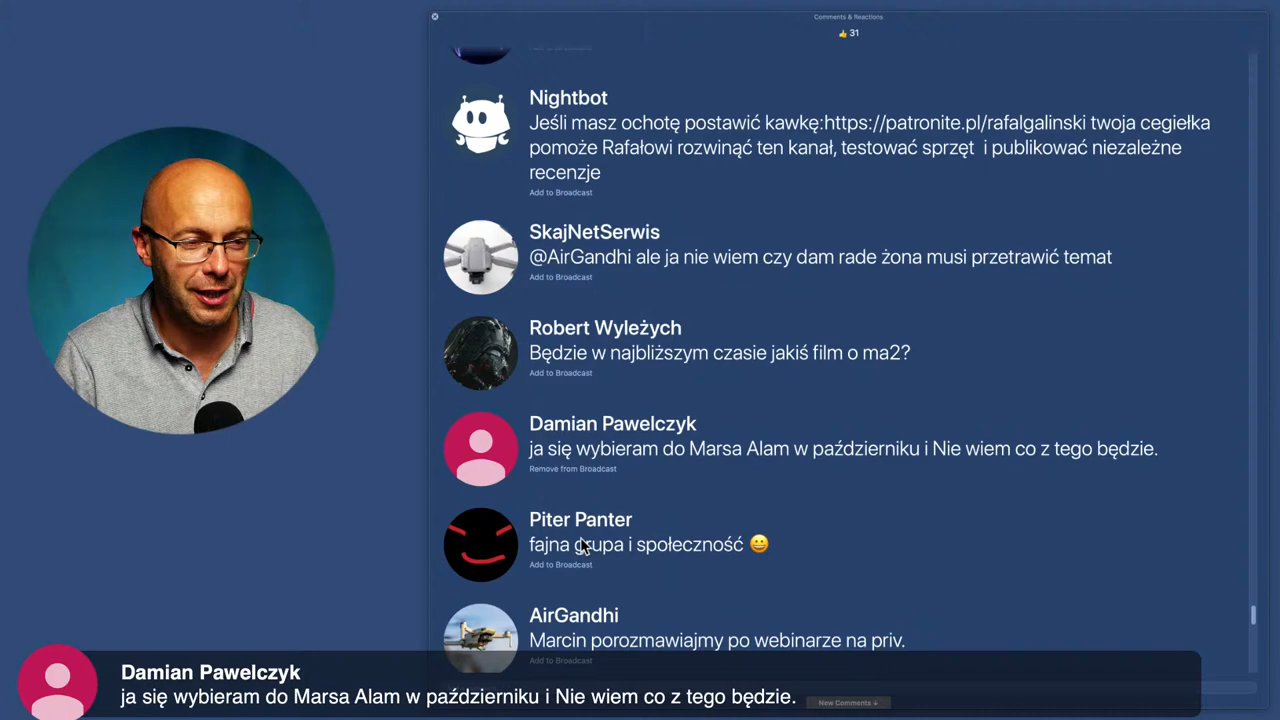 Comments & Reactions
👍 31
Nightbot
Jeśli masz ochotę postawić kawkę:https://patronite.pl/rafalgalinski twoja cegiełka
pomoże Rafałowi rozwinąć ten kanał, testować sprzęt i publikować niezależne
recenzje
Add to Broadcast
SkajNetSerwis
@AirGandhi ale ja nie wiem czy dam rade żona musi przetrawić temat
Add to Broadcast
Robert Wyleżych
Będzie w najbliższym czasie jakiś film o ma2?
Add to Broadcast
Damian Pawelczyk
ja się wybieram do Marsa Alam w październiku i Nie wiem co z tego będzie.
Remove from Broadcast
Piter Panter
fajna grupa i społeczność 😀
Add to Broadcast
AirGandhi
Marcin porozmawiajmy po webinarze na priv.
Add to Broadcast
Damian Pawelczyk
ja się wybieram do Marsa Alam w październiku i Nie wiem co z tego będzie.
New Comments ↓